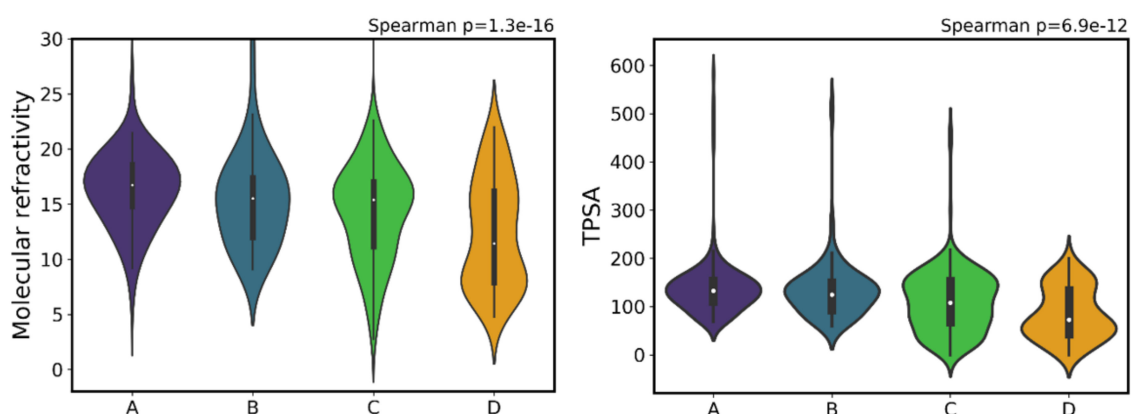 Spearman p=1.3e-16
Molecular refractivity
30
25
20
15
10
5
0
A B C D
Spearman p=6.9e-12
TPSA
600
500
400
300
200
100
0
A B C D